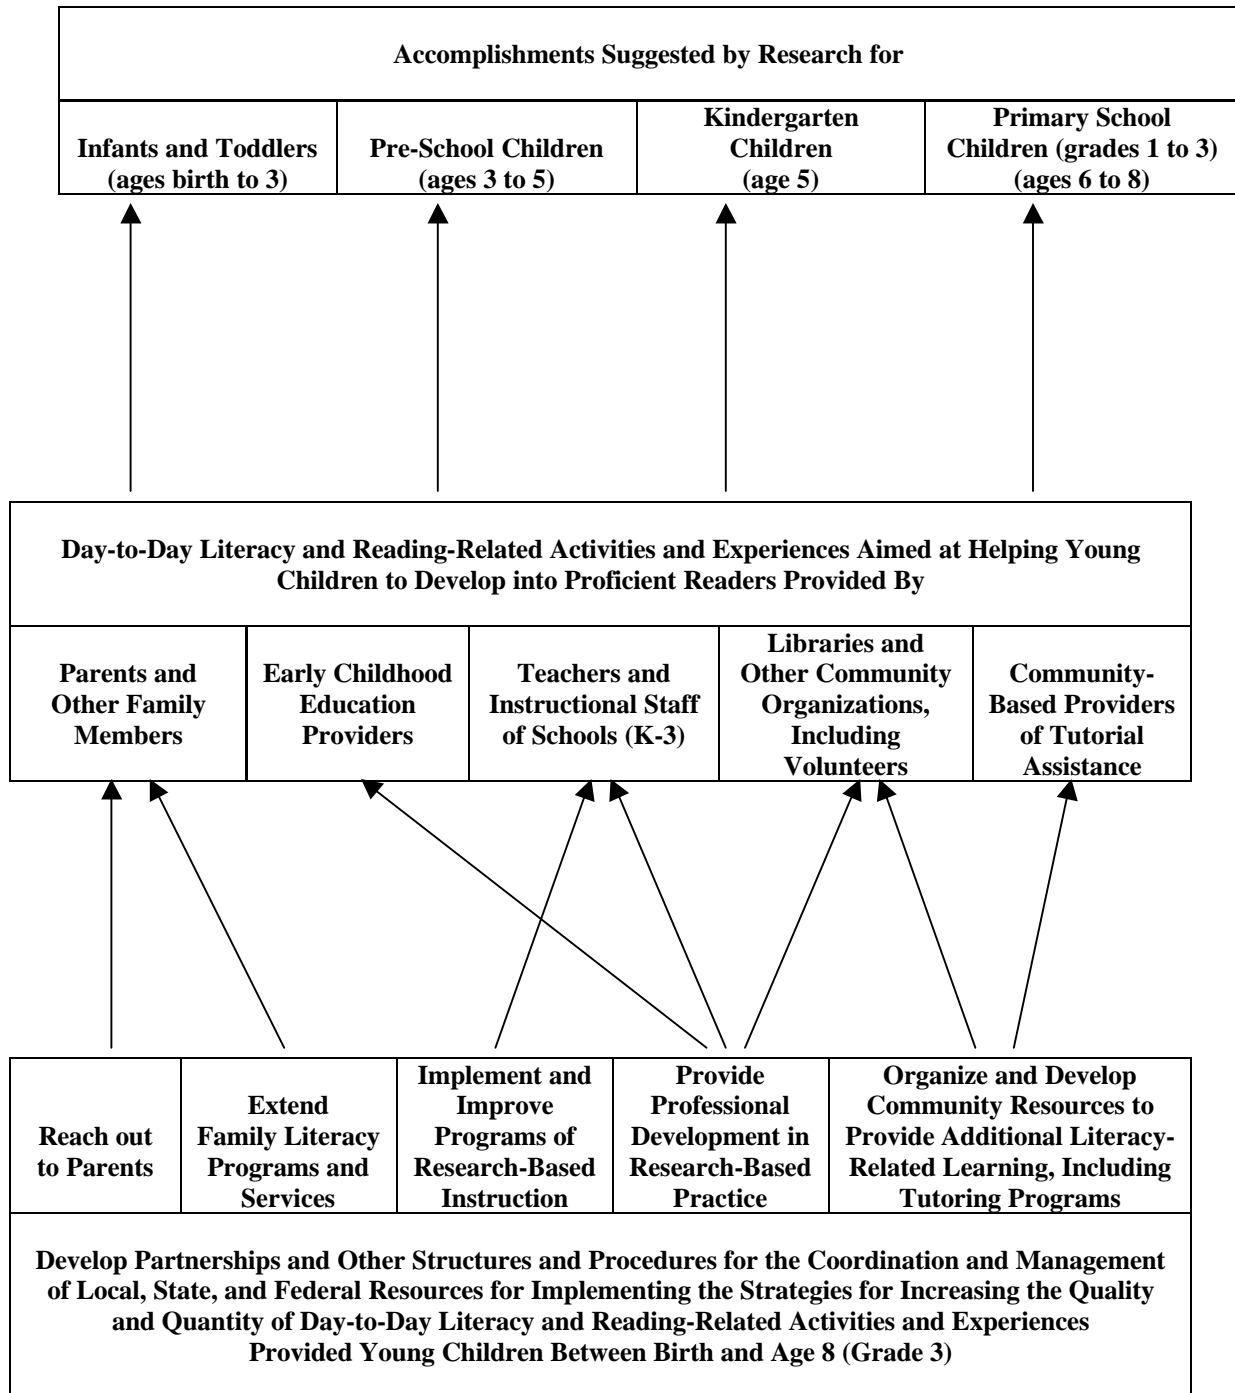 Accomplishments Suggested by Research for
Infants and Toddlers
(ages birth to 3)
Pre-School Children
(ages 3 to 5)
Kindergarten
Children
(age 5)
Primary School
Children (grades 1 to 3)
(ages 6 to 8)
Day-to-Day Literacy and Reading-Related Activities and Experiences Aimed at Helping Young
Children to Develop into Proficient Readers Provided By
Parents and
Other Family
Members
Early Childhood
Education
Providers
Teachers and
Instructional Staff
of Schools (K-3)
Libraries and
Other Community
Organizations,
Including
Volunteers
Community-
Based Providers
of Tutorial
Assistance
Reach out
to Parents
Extend
Family Literacy
Programs and
Services
Implement and
Improve
Programs of
Research-Based
Instruction
Provide
Professional
Development in
Research-Based
Practice
Organize and Develop
Community Resources to
Provide Additional Literacy-
Related Learning, Including
Tutoring Programs
Develop Partnerships and Other Structures and Procedures for the Coordination and Management
of Local, State, and Federal Resources for Implementing the Strategies for Increasing the Quality
and Quantity of Day-to-Day Literacy and Reading-Related Activities and Experiences
Provided Young Children Between Birth and Age 8 (Grade 3)